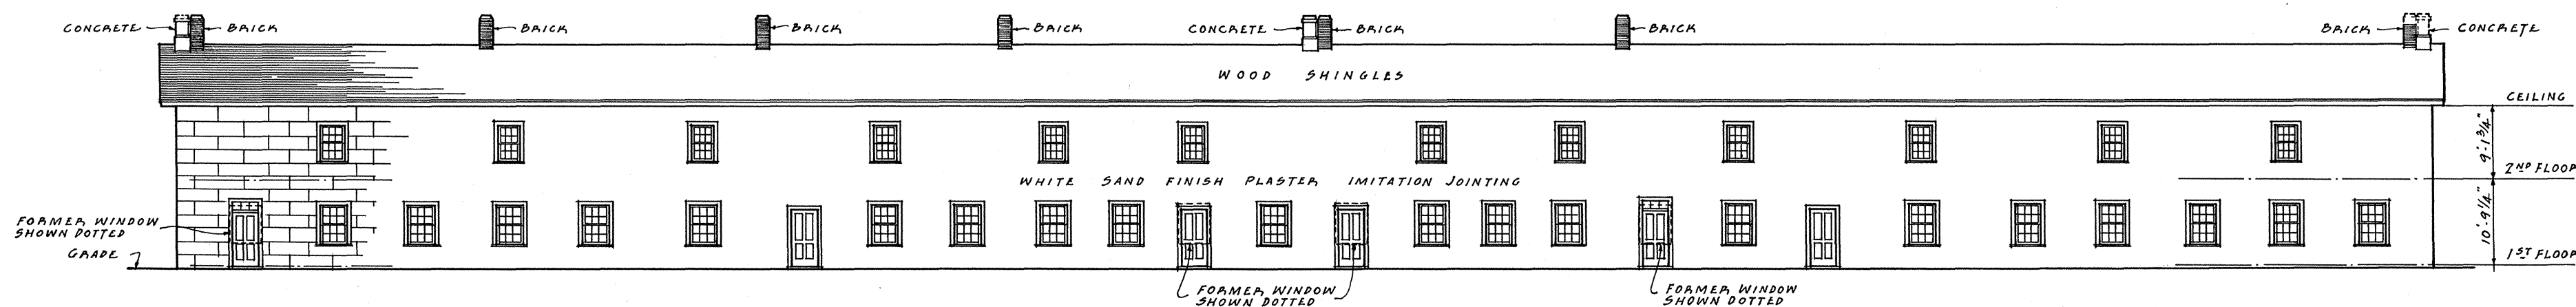 CONCRETE
BRICK
BRICK
BRICK
BRICK
CONCRETE
BRICK
BRICK
BRICK
CONCRETE
WOOD SHINGLES
CEILING
9'-1 3/4"
2ND FLOOR
WHITE SAND FINISH PLASTER IMITATION JOINTING
FORMER WINDOW
SHOWN DOTTED
10'-9 1/4"
GRADE
1ST FLOOR
FORMER WINDOW
SHOWN DOTTED
FORMER WINDOW
SHOWN DOTTED